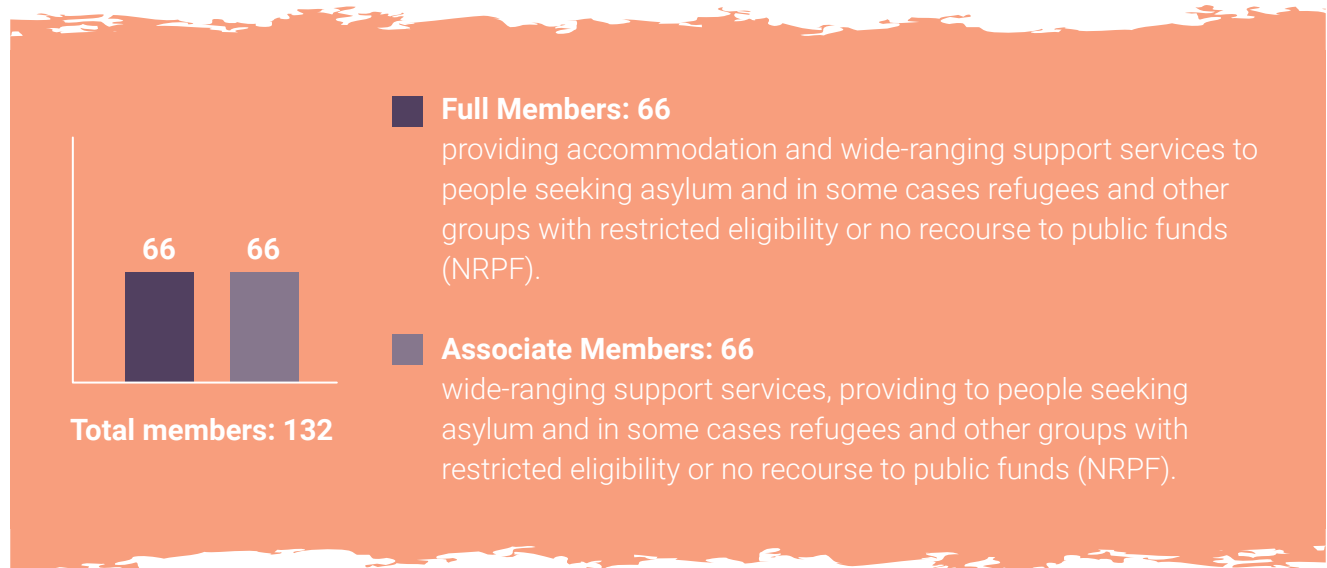 66 66
Total members: 132
Full Members: 66
providing accommodation and wide-ranging support services to
people seeking asylum and in some cases refugees and other
groups with restricted eligibility or no recourse to public funds
(NRPF).
Associate Members: 66
wide-ranging support services, providing to people seeking
asylum and in some cases refugees and other groups with
restricted eligibility or no recourse to public funds (NRPF).